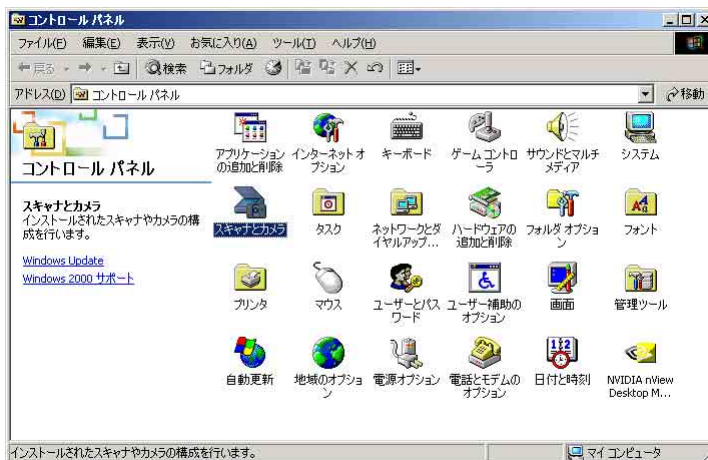 コントロール パネル
ファイル(F) 編集(E) 表示(V) お気に入り(A) ツール(T) ヘルプ(H)
戻る 検索 フォルダ
アドレス(D) コントロール パネル 移動
コントロール パネル
スキャナとカメラ
インストールされたスキャナやカメラの構
成を行います。
Windows Update
Windows 2000 サポート
アプリケーション
の追加と削除
インターネット オ
プション
キーボード
ゲーム コントロ
ーラ
サウンドとマルチ
メディア
システム
スキャナとカメラ
タスク
ネットワークとダ
イヤルアップ...
ハードウェアの
追加と削除
フォルダ オプショ
ン
フォント
プリンタ
マウス
ユーザーとパス
ワード
ユーザー補助の
オプション
画面
管理ツール
自動更新
地域のオプショ
ン
電源オプション
電話とモデムの
オプション
日付と時刻
NVIDIA nView
Desktop M...
インストールされたスキャナやカメラの構成を行います。 マイ コンピュータ